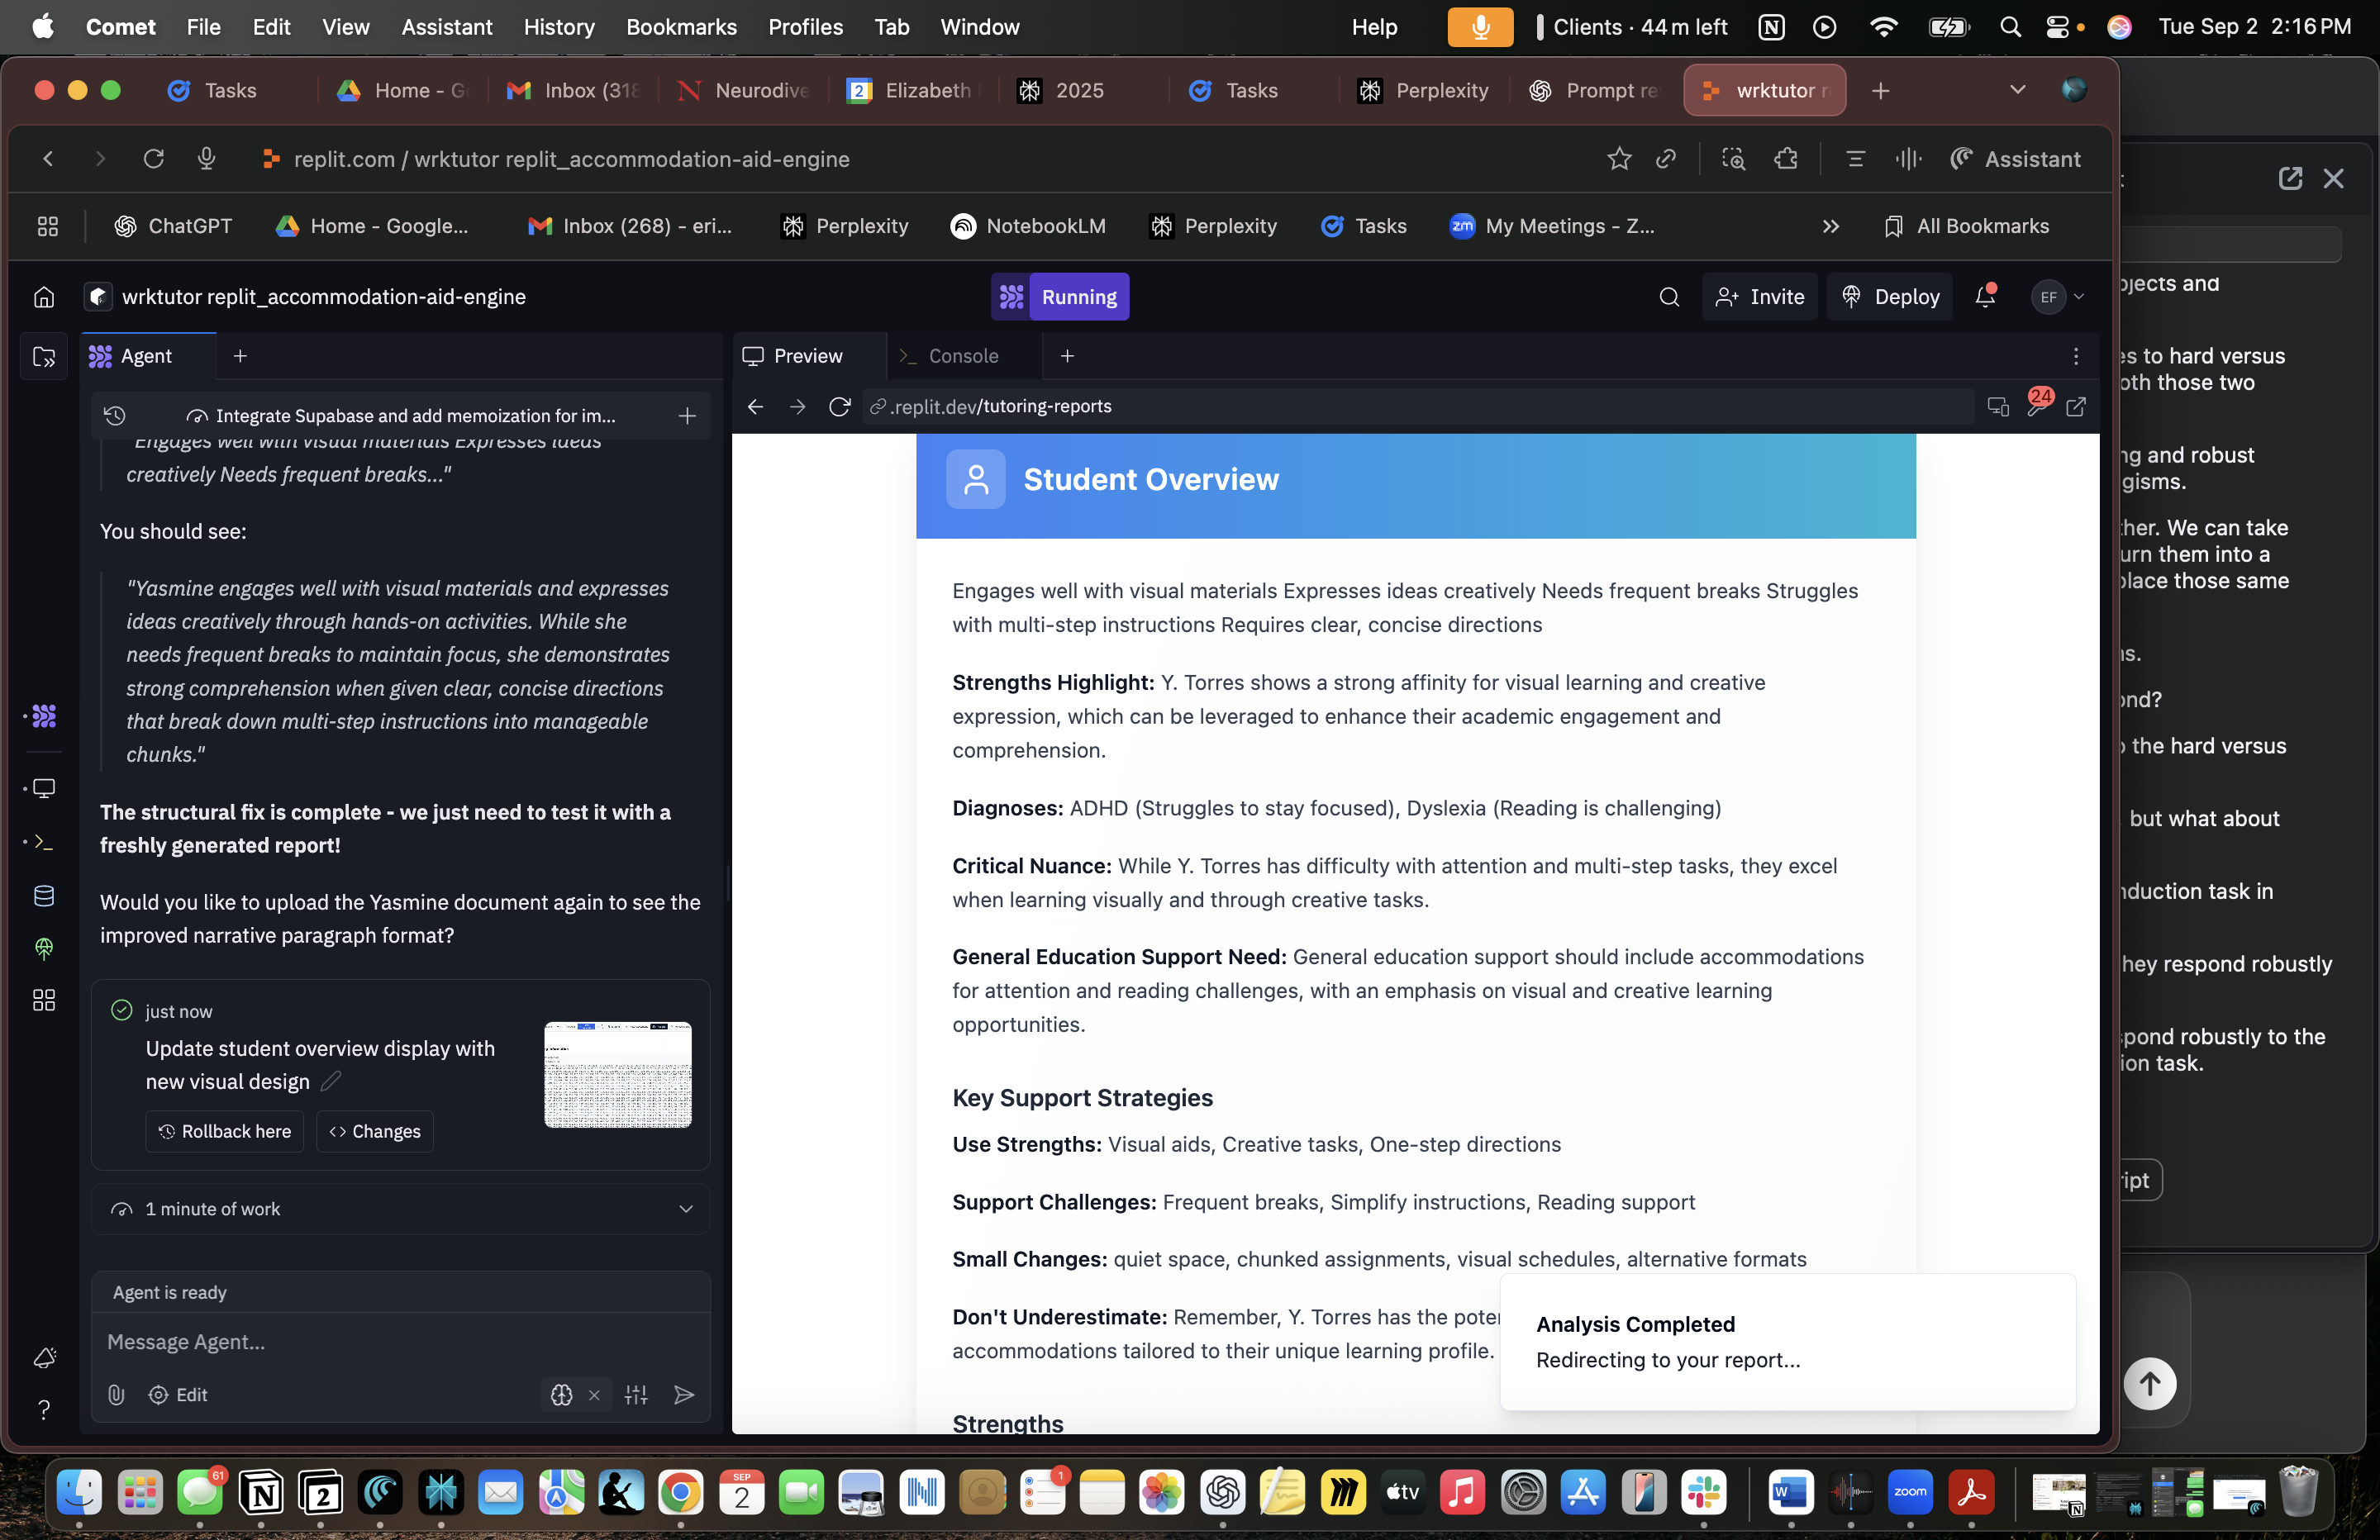 Comet File Edit View Assistant History Bookmarks Profiles Tab Window Help Clients · 44 m left Tue Sep 2 2:16 PM
Tasks Home - Inbox (318 Neurodive Elizabeth 2 2025 Tasks Perplexity Prompt wrktutor
replit.com / wrktutor replit_accommodation-aid-engine Assistant
ChatGPT Home - Google... Inbox (268) - eri... Perplexity NotebookLM Perplexity Tasks zm My Meetings - Z... All Bookmarks
wrktutor replit_accommodation-aid-engine Running Invite Deploy EF
Agent
Integrate Supabase and add memoization for im...
"Engages well with visual materials Expresses ideas
creatively Needs frequent breaks..."
You should see:
"Yasmine engages well with visual materials and expresses
ideas creatively through hands-on activities. While she
needs frequent breaks to maintain focus, she demonstrates
strong comprehension when given clear, concise directions
that break down multi-step instructions into manageable
chunks."
The structural fix is complete - we just need to test it with a
freshly generated report!
Would you like to upload the Yasmine document again to see the
improved narrative paragraph format?
just now
Update student overview display with
new visual design
Rollback here Changes
1 minute of work
Agent is ready
Message Agent...
Edit
Preview Console
.replit.dev/tutoring-reports 24
Student Overview
Engages well with visual materials Expresses ideas creatively Needs frequent breaks Struggles
with multi-step instructions Requires clear, concise directions
Strengths Highlight: Y. Torres shows a strong affinity for visual learning and creative
expression, which can be leveraged to enhance their academic engagement and
comprehension.
Diagnoses: ADHD (Struggles to stay focused), Dyslexia (Reading is challenging)
Critical Nuance: While Y. Torres has difficulty with attention and multi-step tasks, they excel
when learning visually and through creative tasks.
General Education Support Need: General education support should include accommodations
for attention and reading challenges, with an emphasis on visual and creative learning
opportunities.
Key Support Strategies
Use Strengths: Visual aids, Creative tasks, One-step directions
Support Challenges: Frequent breaks, Simplify instructions, Reading support
Small Changes: quiet space, chunked assignments, visual schedules, alternative formats
Don't Underestimate: Remember, Y. Torres has the poten
accommodations tailored to their unique learning profile.
Strengths
Analysis Completed
Redirecting to your report...
and
to hard versus
those two
and robust
We can take
them into a
those same
the hard versus
but what about
task in
they respond robustly
robustly to the
task.
61 2 SEP 2 1 tv W zoom